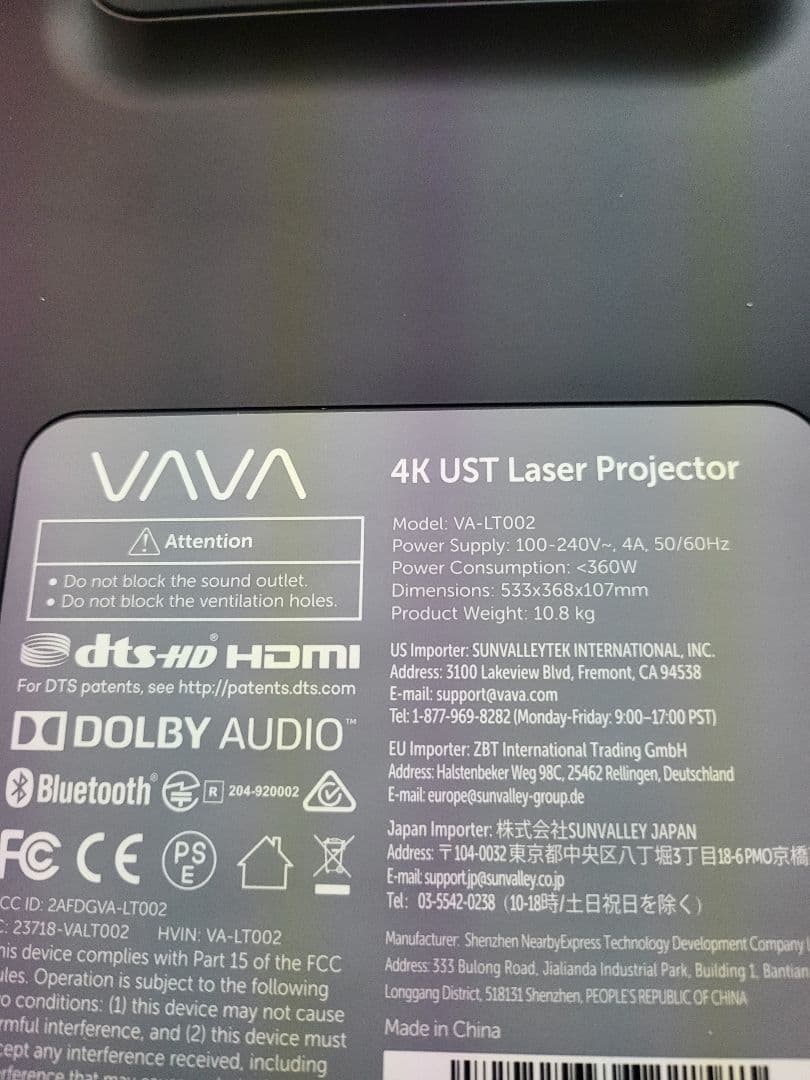 VAVA
Attention
• Do not block the sound outlet.
• Do not block the ventilation holes.
dts-HD® HDMI
For DTS patents, see http://patents.dts.com
DOLBY AUDIO™
Bluetooth® R 204-920002
FC CE PS E
CC ID: 2AFDGVA-LT002
C: 23718-VALT002 HVIN: VA-LT002
his device complies with Part 15 of the FCC
ules. Operation is subject to the following
o conditions: (1) this device may not cause
rmful interference, and (2) this device must
cept any interference received, including
4K UST Laser Projector
Model: VA-LT002
Power Supply: 100-240V~, 4A, 50/60Hz
Power Consumption: <360W
Dimensions: 533x368x107mm
Product Weight: 10.8 kg
US Importer: SUNVALLEYTEK INTERNATIONAL, INC.
Address: 3100 Lakeview Blvd, Fremont, CA 94538
E-mail: support@vava.com
Tel: 1-877-969-8282 (Monday-Friday: 9:00–17:00 PST)
EU Importer: ZBT International Trading GmbH
Address: Halstenbeker Weg 98C, 25462 Rellingen, Deutschland
E-mail: europe@sunvalley-group.de
Japan Importer: 株式会社SUNVALLEY JAPAN
Address: 〒104-0032 東京都中央区八丁堀3丁目18-6 PMO京橋
E-mail: support.jp@sunvalley.co.jp
Tel: 03-5542-0238（10-18時/土日祝日を除く）
Manufacturer: Shenzhen NearbyExpress Technology Development Company
Address: 333 Bulong Road, Jialianda Industrial Park, Building 1, Bantian
Longgang District, 518131 Shenzhen, PEOPLE'S REPUBLIC OF CHINA
Made in China